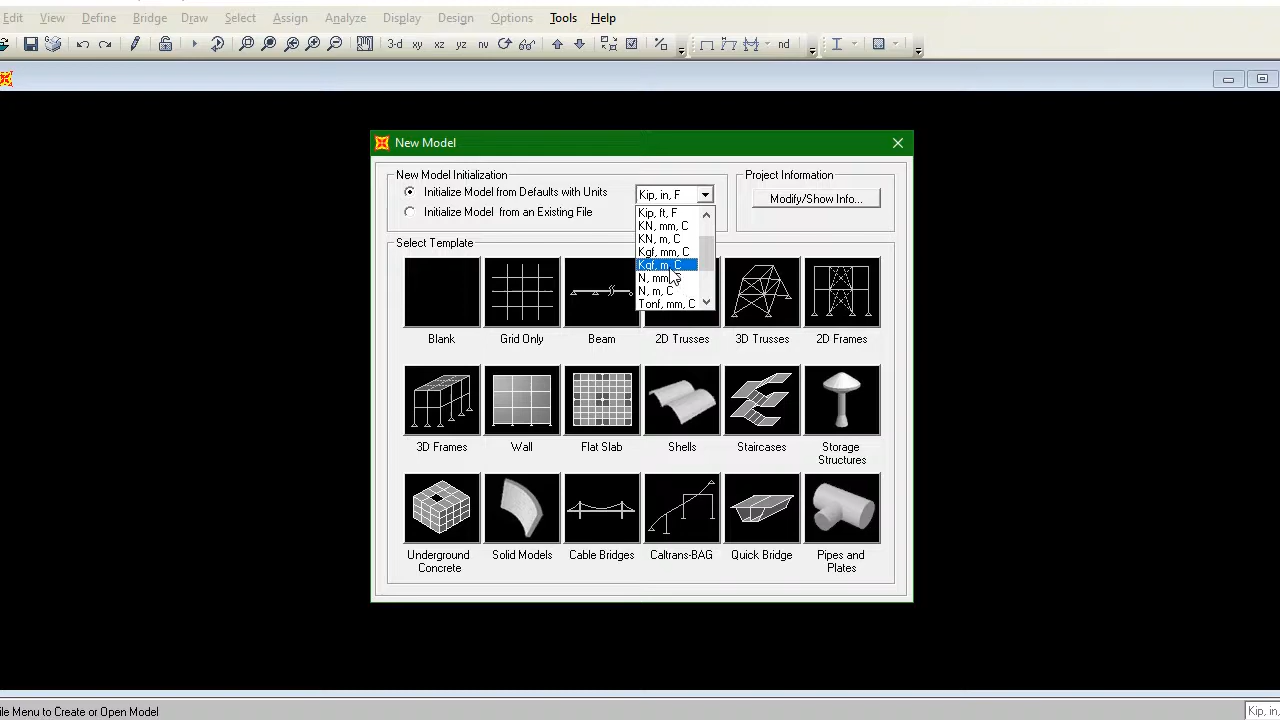 Edit View Define Bridge Draw Select Assign Analyze Display Design Options Tools Help
3-d xy xz yz nv nd
New Model
New Model Initialization
Initialize Model from Defaults with Units
Kip, in, F
Initialize Model from an Existing File
Kip, ft, F
KN, mm, C
KN, m, C
Kgf, mm, C
Kgf, m, C
N, mm,
N, m, C
Tonf, mm, C
Project Information
Modify/Show Info...
Select Template
Blank
Grid Only
Beam
2D Trusses
3D Trusses
2D Frames
3D Frames
Wall
Flat Slab
Shells
Staircases
Storage
Structures
Underground
Concrete
Solid Models
Cable Bridges
Caltrans-BAG
Quick Bridge
Pipes and
Plates
ile Menu to Create or Open Model
Kip, in,